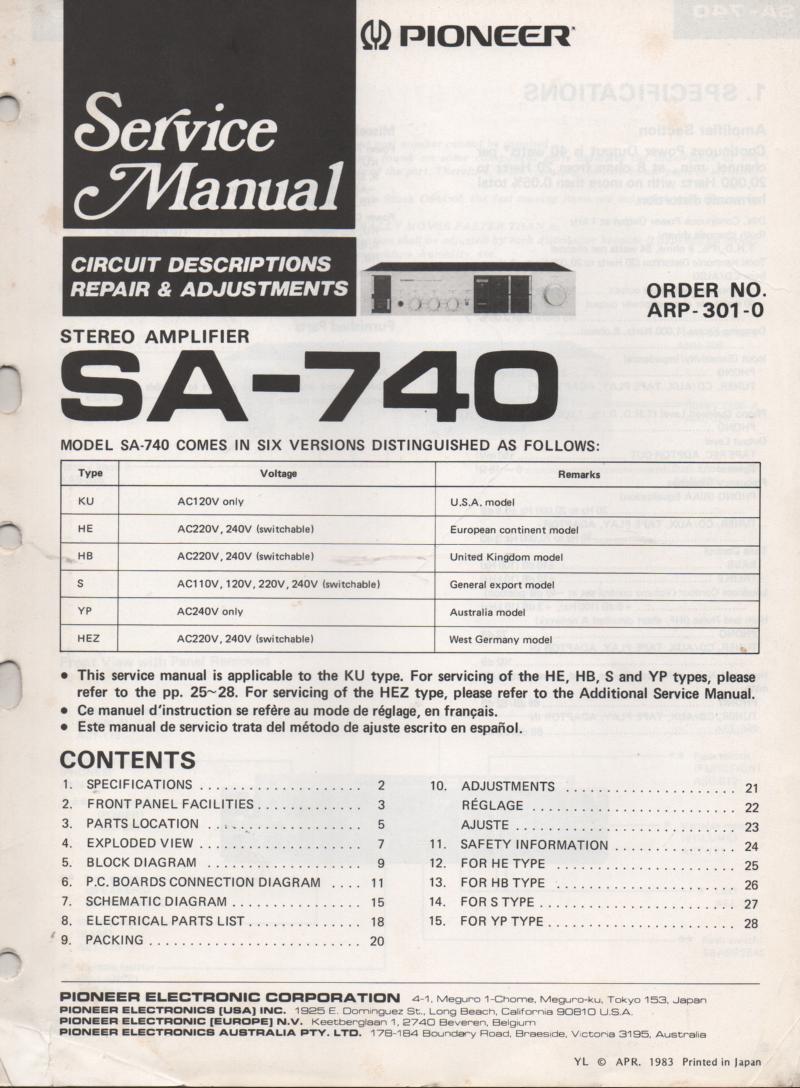 PIONEER
Service
Manual
CIRCUIT DESCRIPTIONS
REPAIR & ADJUSTMENTS
ORDER NO.
ARP-301-0
STEREO AMPLIFIER
SA-740
MODEL SA-740 COMES IN SIX VERSIONS DISTINGUISHED AS FOLLOWS:
Type Voltage Remarks
KU AC120V only U.S.A. model
HE AC220V, 240V (switchable) European continent model
HB AC220V, 240V (switchable) United Kingdom model
S AC110V, 120V, 220V, 240V (switchable) General export model
YP AC240V only Australia model
HEZ AC220V, 240V (switchable) West Germany model
● This service manual is applicable to the KU type. For servicing of the HE, HB, S and YP types, please
refer to the pp. 25~28. For servicing of the HEZ type, please refer to the Additional Service Manual.
● Ce manuel d'instruction se refère au mode de réglage, en français.
● Este manual de servicio trata del método de ajuste escrito en español.
CONTENTS
1. SPECIFICATIONS . . . . . . . . . . . . . . . . . . . . . 2
2. FRONT PANEL FACILITIES . . . . . . . . . . . . . 3
3. PARTS LOCATION . . . . . . . . . . . . . . . . . . . . 5
4. EXPLODED VIEW . . . . . . . . . . . . . . . . . . . . . 7
5. BLOCK DIAGRAM . . . . . . . . . . . . . . . . . . . . 9
6. P.C. BOARDS CONNECTION DIAGRAM . . . . 11
7. SCHEMATIC DIAGRAM . . . . . . . . . . . . . . . . . 15
8. ELECTRICAL PARTS LIST . . . . . . . . . . . . . . 18
9. PACKING . . . . . . . . . . . . . . . . . . . . . . . . . . . 20
10. ADJUSTMENTS . . . . . . . . . . . . . . . . . . . . . . 21
RÉGLAGE . . . . . . . . . . . . . . . . . . . . . . . . . . 22
AJUSTE . . . . . . . . . . . . . . . . . . . . . . . . . . . . 23
11. SAFETY INFORMATION . . . . . . . . . . . . . . . . 24
12. FOR HE TYPE . . . . . . . . . . . . . . . . . . . . . . . 25
13. FOR HB TYPE . . . . . . . . . . . . . . . . . . . . . . . 26
14. FOR S TYPE . . . . . . . . . . . . . . . . . . . . . . . . . 27
15. FOR YP TYPE . . . . . . . . . . . . . . . . . . . . . . . . 28
PIONEER ELECTRONIC CORPORATION 4-1, Meguro 1-Chome, Meguro-ku, Tokyo 153, Japan
PIONEER ELECTRONICS [USA] INC. 1925 E. Dominguez St., Long Beach, California 90810 U.S.A.
PIONEER ELECTRONIC [EUROPE] N.V. Keetberglaan 1, 2740 Beveren, Belgium
PIONEER ELECTRONICS AUSTRALIA PTY. LTD. 178-184 Boundary Road, Braeside, Victoria 3195, Australia
YL © APR. 1983 Printed in Japan